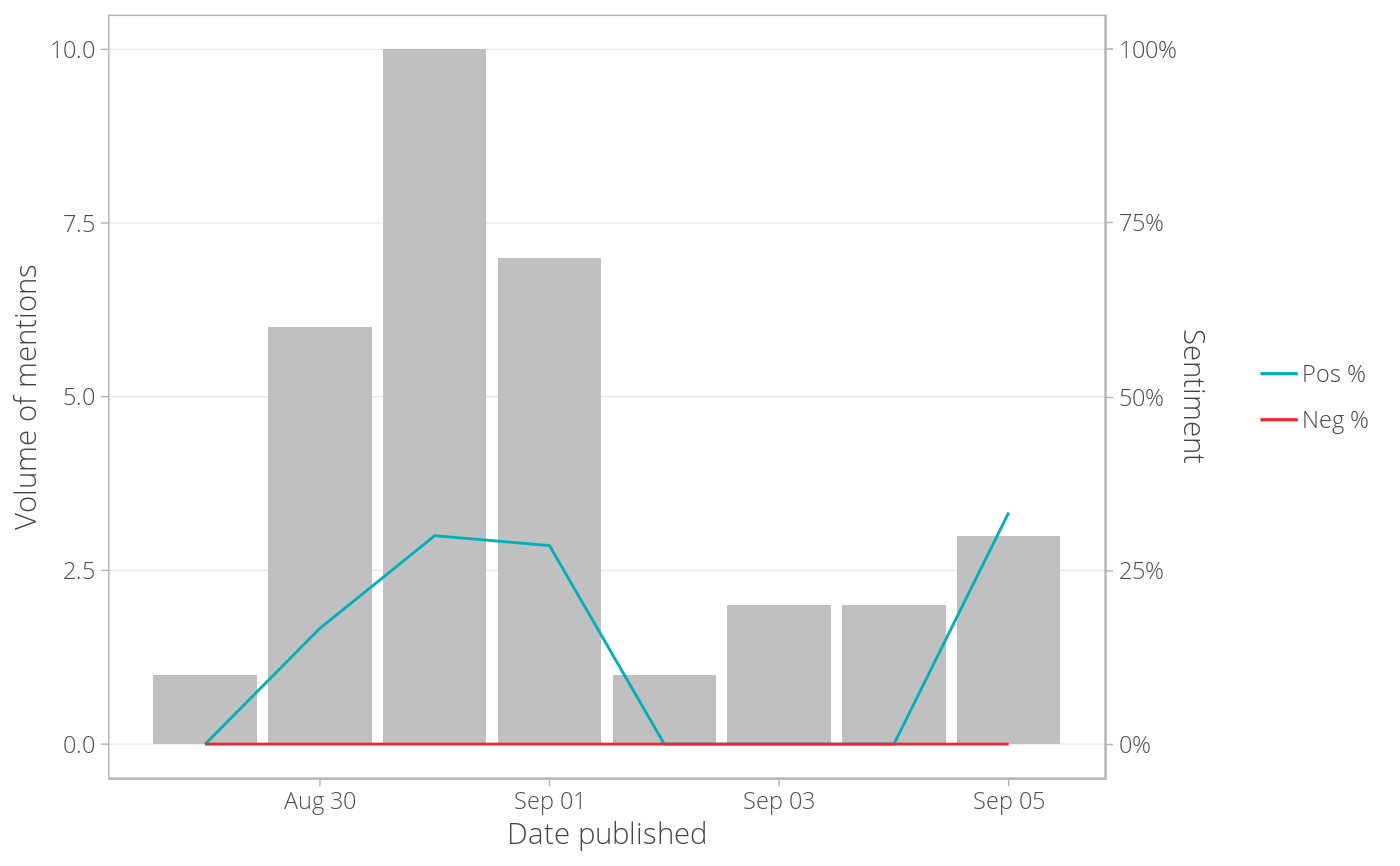 Volume of mentions
10.0
7.5
5.0
2.5
0.0
100%
75%
50%
25%
0%
Sentiment
Pos %
Neg %
Aug 30
Sep 01
Sep 03
Sep 05
Date published